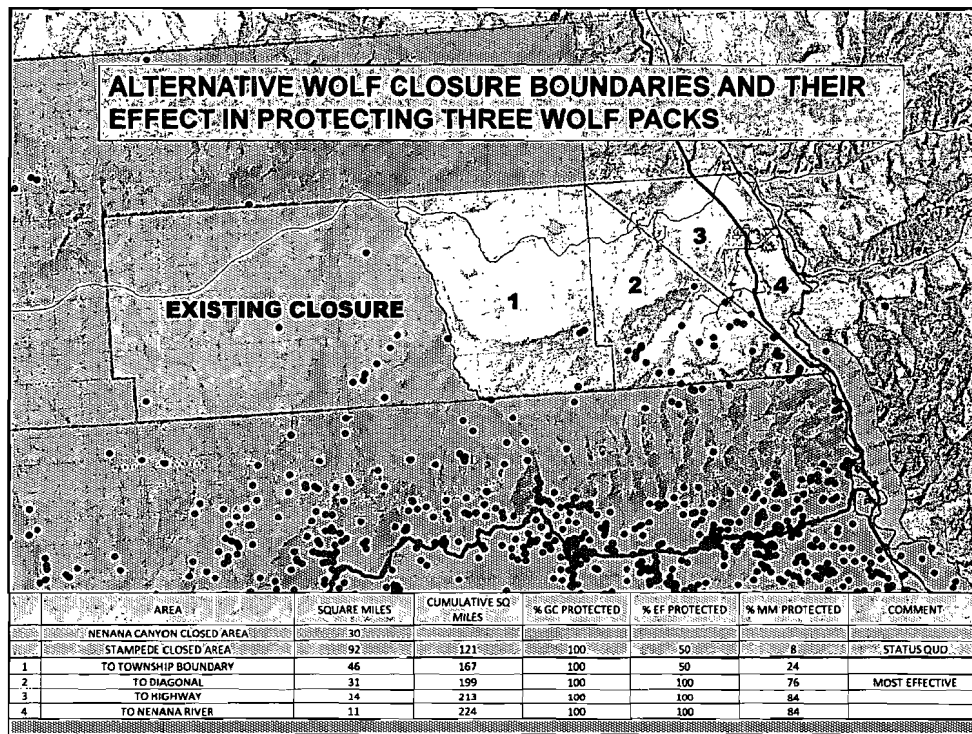 ALTERNATIVE WOLF CLOSURE BOUNDARIES AND THEIR
EFFECT IN PROTECTING THREE WOLF PACKS
3
2
4
1
EXISTING CLOSURE
AREA SQUARE MILES CUMULATIVE SQ MILES % GC PROTECTED % EF PROTECTED % MM PROTECTED COMMENT
NENANA CANYON CLOSED AREA 30
STAMPEDE CLOSED AREA 92 121 100 50 8 STATUS QUO
1 TO TOWNSHIP BOUNDARY 46 167 100 50 24
2 TO DIAGONAL 31 199 100 100 76 MOST EFFECTIVE
3 TO HIGHWAY 14 213 100 100 84
4 TO NENANA RIVER 11 224 100 100 84